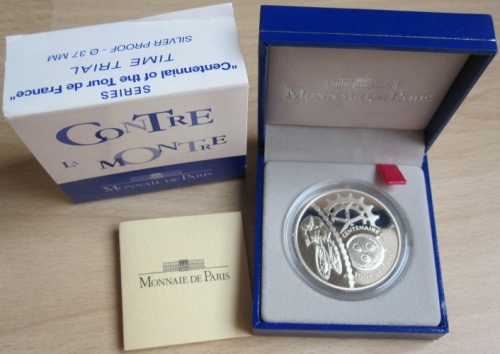 SERIES
"Centennial of the Tour de France"
TIME TRIAL
SILVER PROOF - Ø 37 MM
CONTRE
LA MONTRE
MONNAIE DE PARIS
MONNAIE DE PARIS
MONNAIE DE PARIS
CENTENAIRE